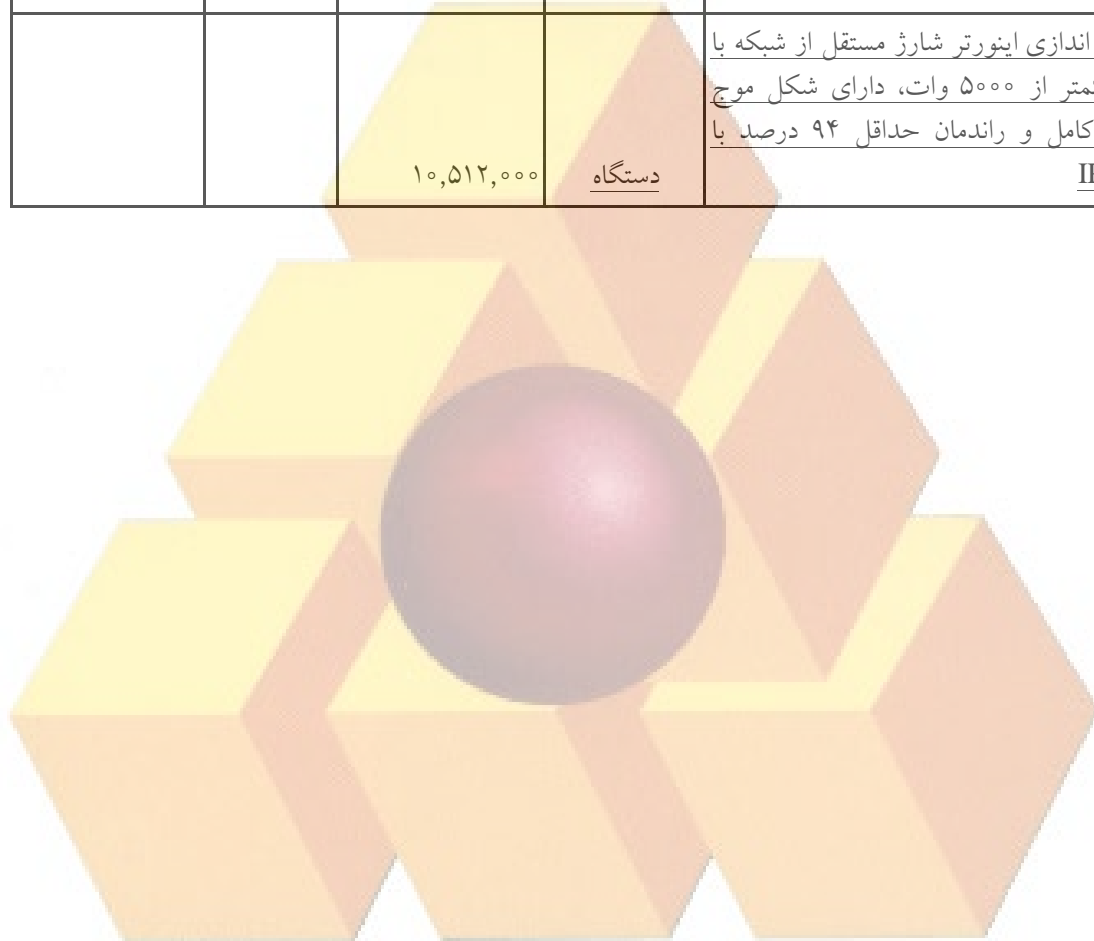 اندازی اینورتر شارژ مستقل از شبکه با
کمتر از ۵۰۰۰ وات، دارای شکل موج
کامل و راندمان حداقل ۹۴ درصد با
دستگاه ۱۰,۵۱۲,۰۰۰